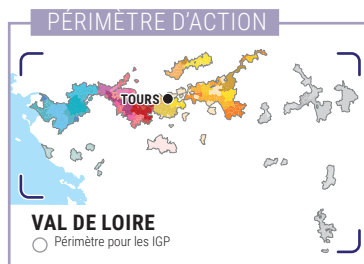 PÉRIMÈTRE D'ACTION
TOURS
VAL DE LOIRE
Périmètre pour les IGP